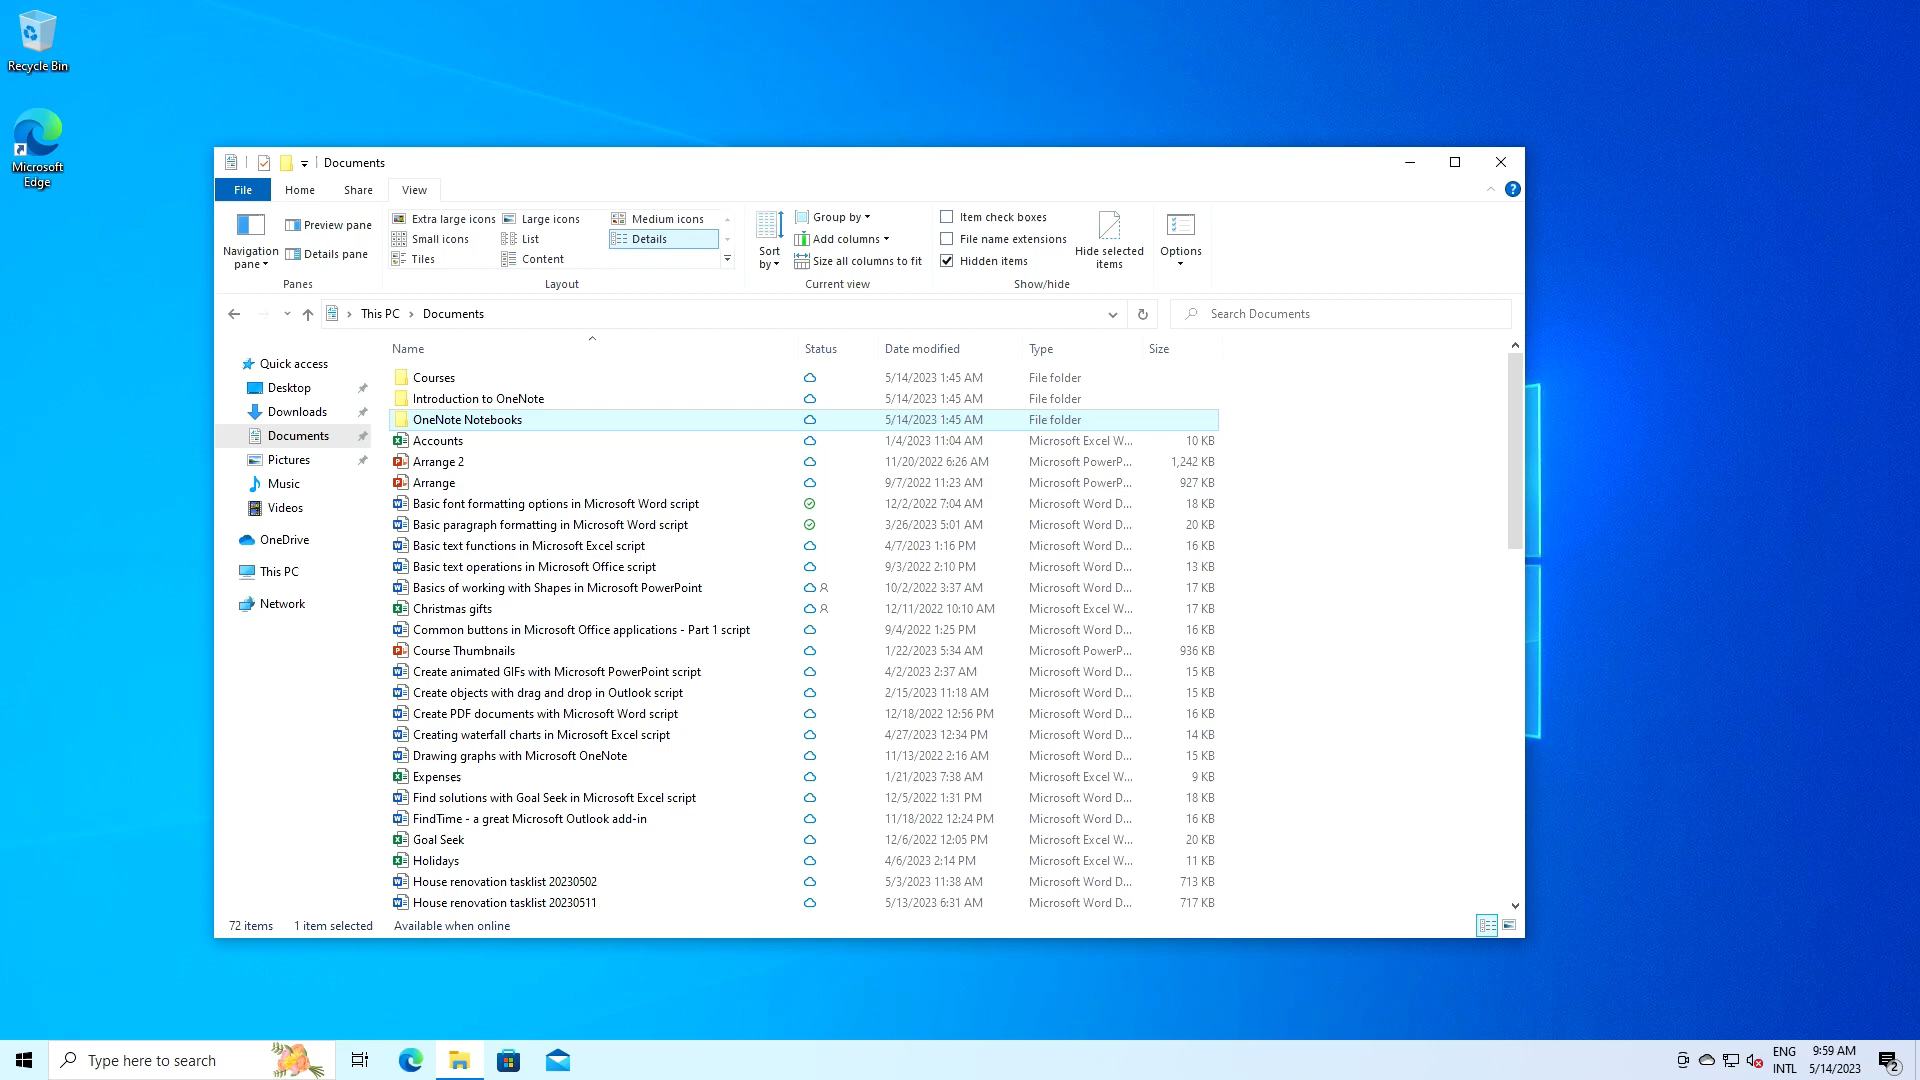 Recycle Bin
Microsoft
Edge
Documents
File Home Share View
Navigation
pane
Preview pane
Details pane
Panes
Extra large icons Large icons Medium icons
Small icons List Details
Tiles Content
Layout
Sort
by
Group by
Add columns
Size all columns to fit
Current view
Item check boxes
File name extensions
Hidden items
Hide selected
items
Show/hide
Options
This PC Documents
Search Documents
Quick access
Desktop
Downloads
Documents
Pictures
Music
Videos
OneDrive
This PC
Network
Name Status Date modified Type Size
Courses 5/14/2023 1:45 AM File folder
Introduction to OneNote 5/14/2023 1:45 AM File folder
OneNote Notebooks 5/14/2023 1:45 AM File folder
Accounts 1/4/2023 11:04 AM Microsoft Excel W... 10 KB
Arrange 2 11/20/2022 6:26 AM Microsoft PowerP... 1,242 KB
Arrange 9/7/2022 11:23 AM Microsoft PowerP... 927 KB
Basic font formatting options in Microsoft Word script 12/2/2022 7:04 AM Microsoft Word D... 18 KB
Basic paragraph formatting in Microsoft Word script 3/26/2023 5:01 AM Microsoft Word D... 20 KB
Basic text functions in Microsoft Excel script 4/7/2023 1:16 PM Microsoft Word D... 16 KB
Basic text operations in Microsoft Office script 9/3/2022 2:10 PM Microsoft Word D... 13 KB
Basics of working with Shapes in Microsoft PowerPoint 10/2/2022 3:37 AM Microsoft Word D... 17 KB
Christmas gifts 12/11/2022 10:10 AM Microsoft Excel W... 17 KB
Common buttons in Microsoft Office applications - Part 1 script 9/4/2022 1:25 PM Microsoft Word D... 16 KB
Course Thumbnails 1/22/2023 5:34 AM Microsoft PowerP... 936 KB
Create animated GIFs with Microsoft PowerPoint script 4/2/2023 2:37 AM Microsoft Word D... 15 KB
Create objects with drag and drop in Outlook script 2/15/2023 11:18 AM Microsoft Word D... 15 KB
Create PDF documents with Microsoft Word script 12/18/2022 12:56 PM Microsoft Word D... 16 KB
Creating waterfall charts in Microsoft Excel script 4/27/2023 12:34 PM Microsoft Word D... 14 KB
Drawing graphs with Microsoft OneNote 11/13/2022 2:16 AM Microsoft Word D... 15 KB
Expenses 1/21/2023 7:38 AM Microsoft Excel W... 9 KB
Find solutions with Goal Seek in Microsoft Excel script 12/5/2022 1:31 PM Microsoft Word D... 18 KB
FindTime - a great Microsoft Outlook add-in 11/18/2022 12:24 PM Microsoft Word D... 16 KB
Goal Seek 12/6/2022 12:05 PM Microsoft Excel W... 20 KB
Holidays 4/6/2023 2:14 PM Microsoft Excel W... 11 KB
House renovation tasklist 20230502 5/3/2023 11:38 AM Microsoft Word D... 713 KB
House renovation tasklist 20230511 5/13/2023 6:31 AM Microsoft Word D... 717 KB
72 items 1 item selected Available when online
Type here to search
ENG
INTL
9:59 AM
5/14/2023
2